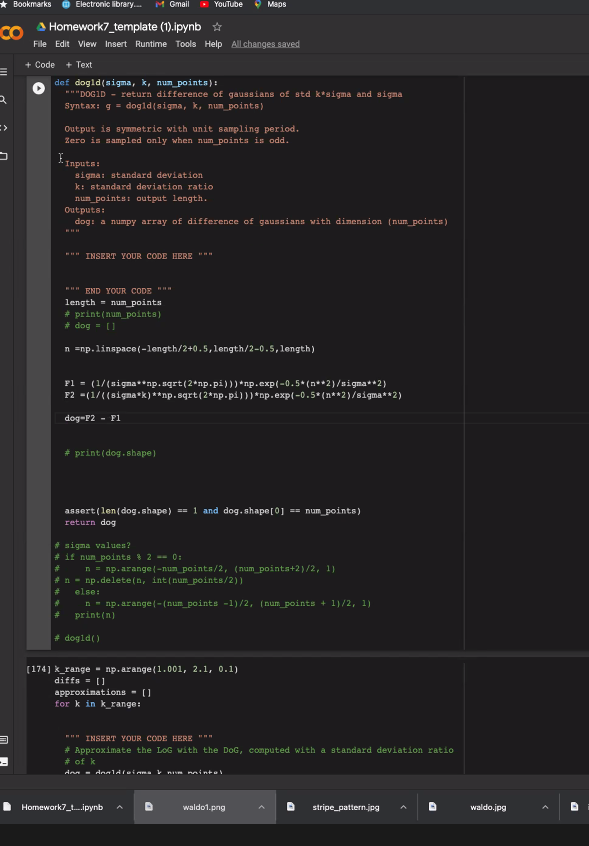 Bookmarks Electronic library.... Gmail YouTube Maps
Homework7_template (1).ipynb
File Edit View Insert Runtime Tools Help All changes saved
+ Code + Text
def dog1d(sigma, k, num_points):
"""DOG1D - return difference of gaussians of std k*sigma and sigma
Syntax: g = dog1d(sigma, k, num_points)
Output is symmetric with unit sampling period.
Zero is sampled only when num_points is odd.
Inputs:
sigma: standard deviation
k: standard deviation ratio
num_points: output length.
Outputs:
dog: a numpy array of difference of gaussians with dimension (num_points)
"""
""" INSERT YOUR CODE HERE """
""" END YOUR CODE """
length = num_points
# print(num_points)
# dog = []
n =np.linspace(-length/2+0.5,length/2-0.5,length)
F1 = (1/(sigma**np.sqrt(2*np.pi)))*np.exp(-0.5*(n**2)/sigma**2)
F2 =(1/((sigma*k)**np.sqrt(2*np.pi)))*np.exp(-0.5*(n**2)/sigma**2)
dog=F2 - F1
# print(dog.shape)
assert(len(dog.shape) == 1 and dog.shape[0] == num_points)
return dog
# sigma values?
# if num_points % 2 == 0:
# n = np.arange(-num_points/2, (num_points+2)/2, 1)
# n = np.delete(n, int(num_points/2))
# else:
# n = np.arange(-(num_points -1)/2, (num_points + 1)/2, 1)
# print(n)
# dog1d()
[174] k_range = np.arange(1.001, 2.1, 0.1)
diffs = []
approximations = []
for k in k_range:
""" INSERT YOUR CODE HERE """
# Approximate the LoG with the DoG, computed with a standard deviation ratio
# of k
dog = dog1d(sigma,k,num_points)
Homework7_t....ipynb waldo1.png stripe_pattern.jpg waldo.jpg